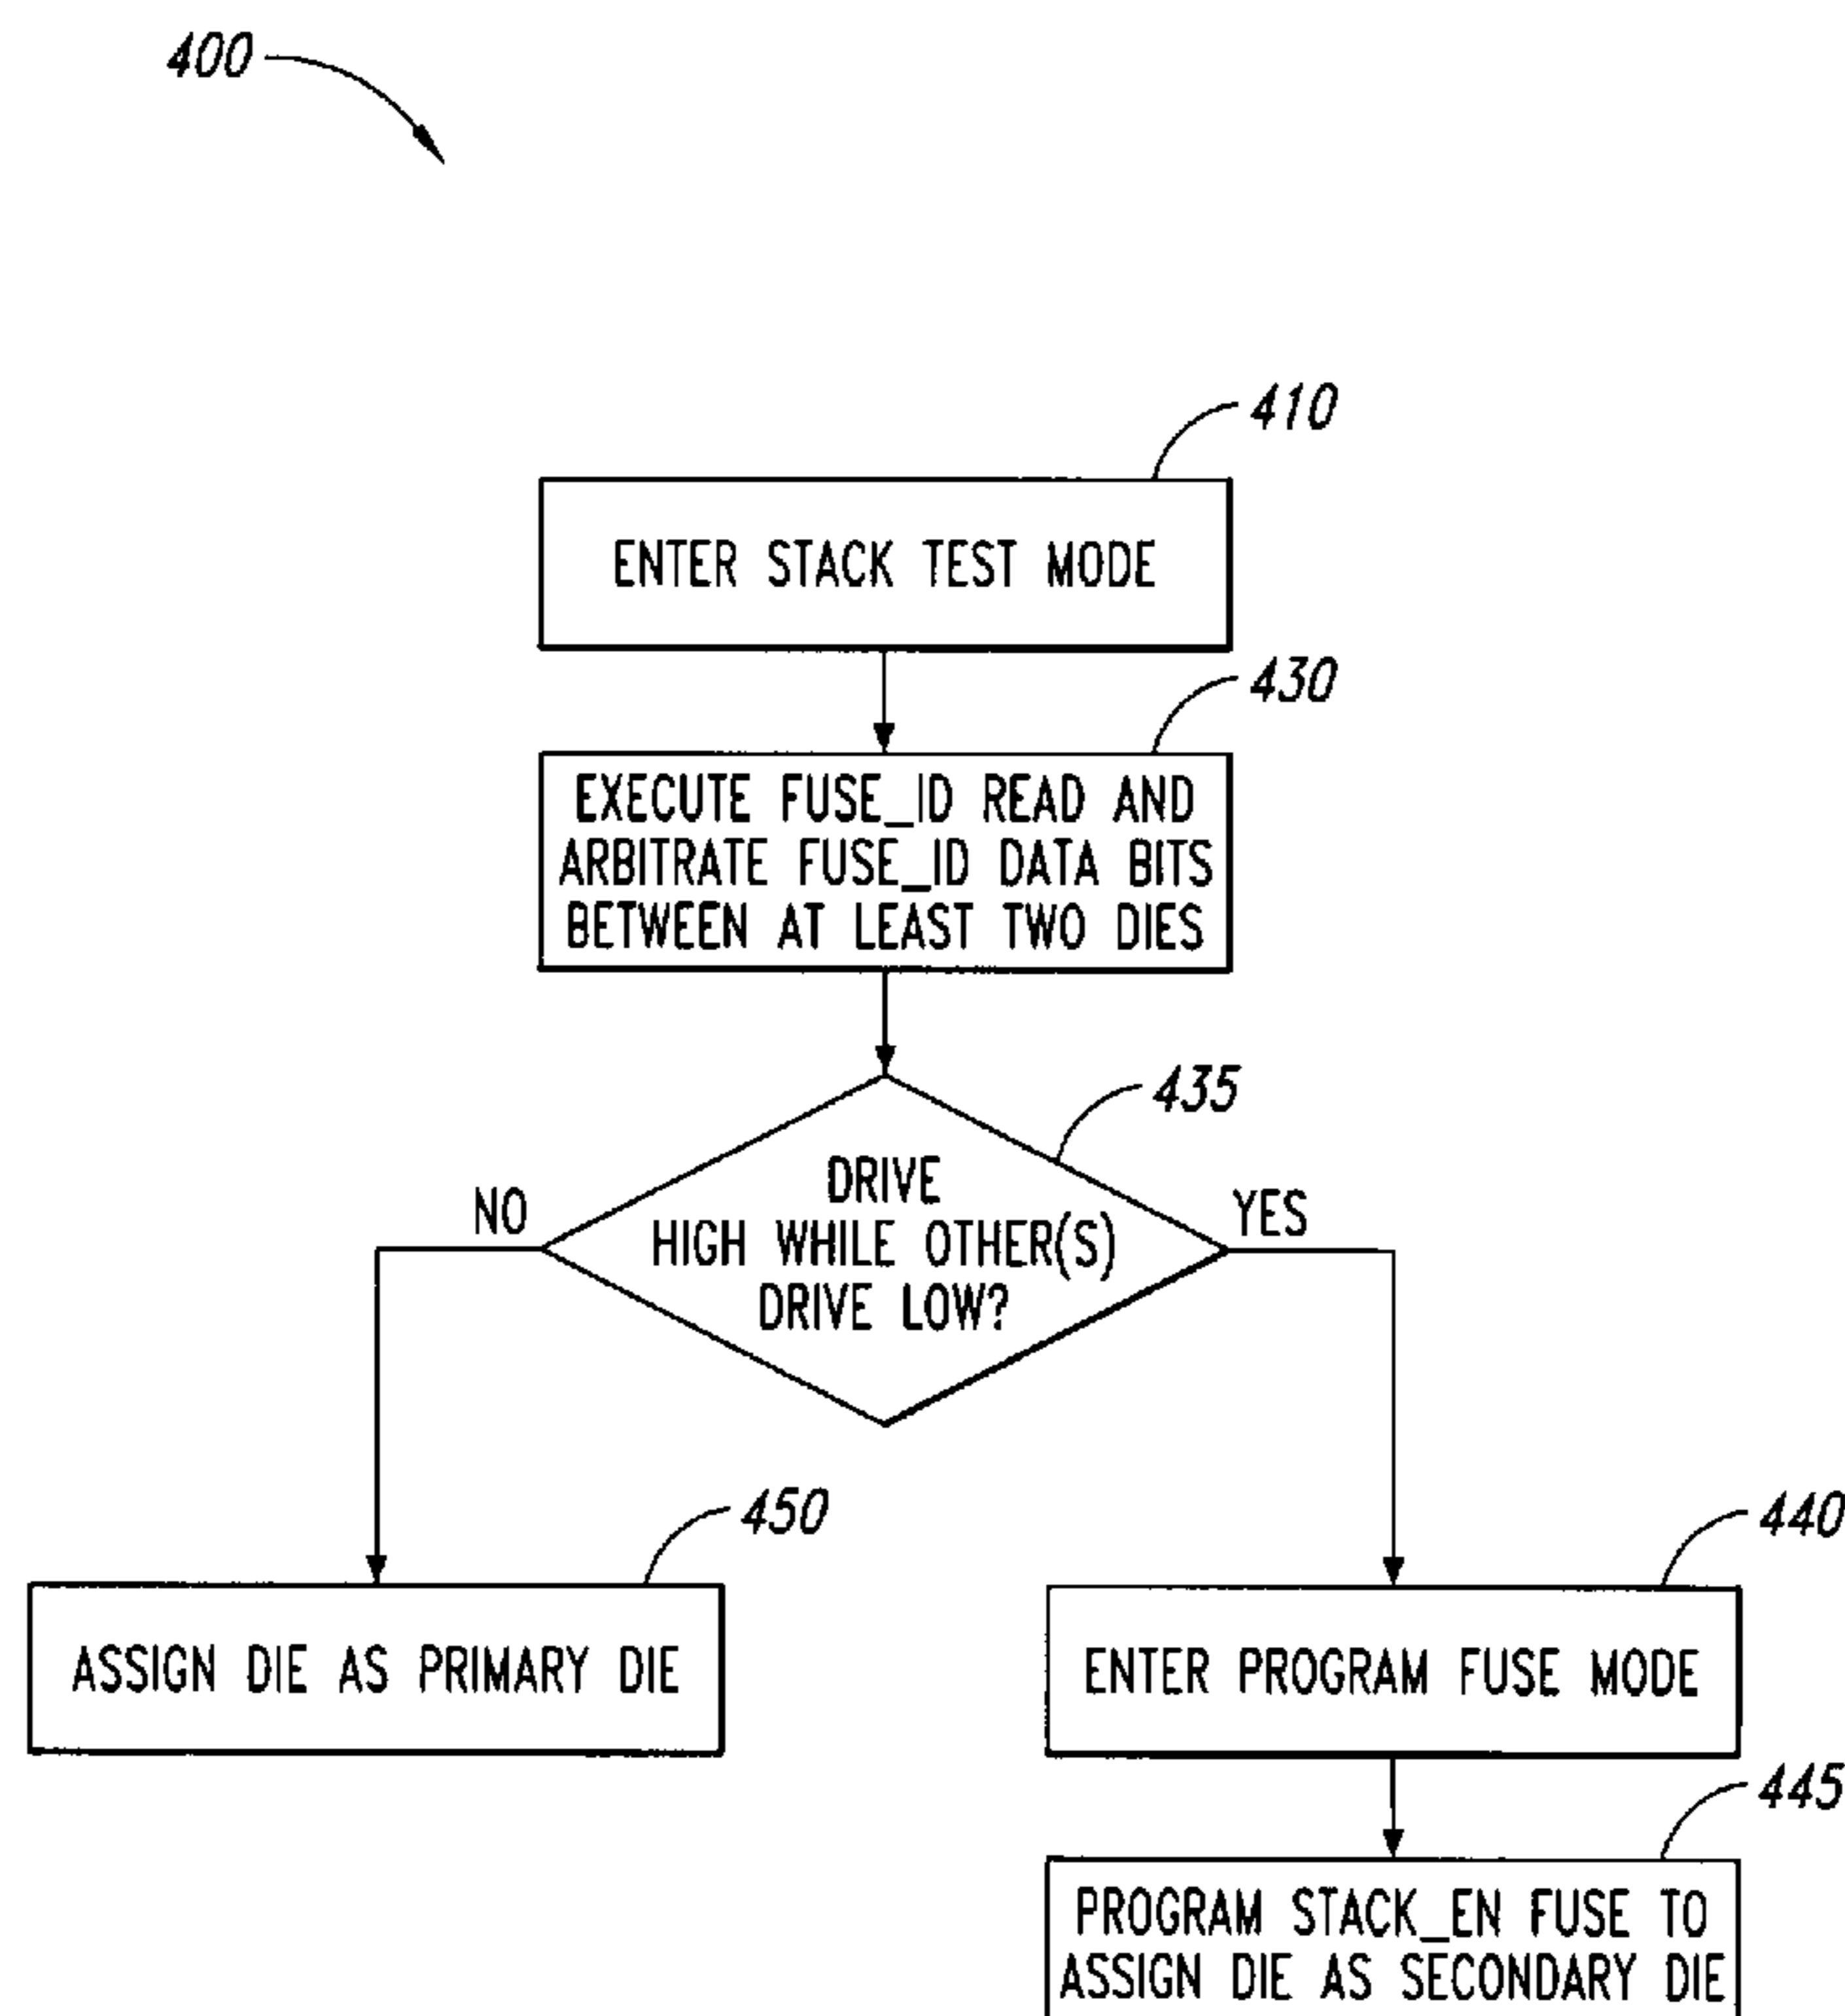 400
410
ENTER STACK TEST MODE
430
EXECUTE FUSE_ID READ AND
ARBITRATE FUSE_ID DATA BITS
BETWEEN AT LEAST TWO DIES
435
DRIVE
HIGH WHILE OTHER(S)
DRIVE LOW?
NO
YES
450
ASSIGN DIE AS PRIMARY DIE
440
ENTER PROGRAM FUSE MODE
445
PROGRAM STACK_EN FUSE TO
ASSIGN DIE AS SECONDARY DIE